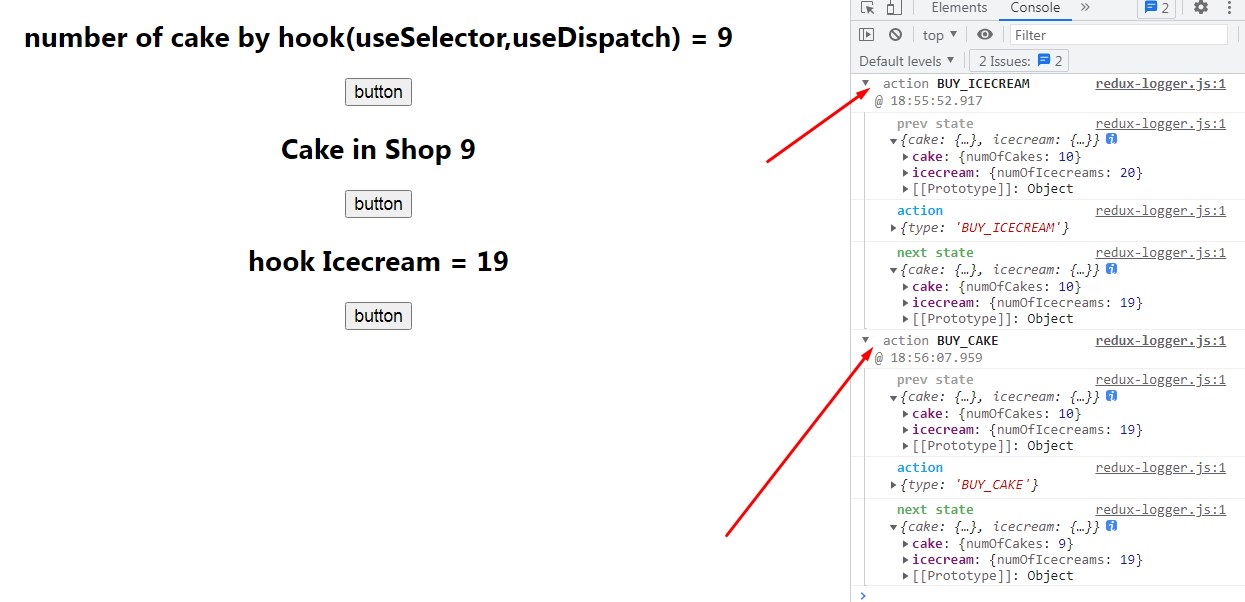 number of cake by hook(useSelector,useDispatch) = 9
button
Cake in Shop 9
button
hook Icecream = 19
button
Elements Console » 2
top Filter
Default levels 2 Issues: 2
action BUY_ICECREAM redux-logger.js:1
@ 18:55:52.917
prev state redux-logger.js:1
{cake: {…}, icecream: {…}} i
cake: {numOfCakes: 10}
icecream: {numOfIcecreams: 20}
[[Prototype]]: Object
action redux-logger.js:1
{type: 'BUY_ICECREAM'}
next state redux-logger.js:1
{cake: {…}, icecream: {…}} i
cake: {numOfCakes: 10}
icecream: {numOfIcecreams: 19}
[[Prototype]]: Object
action BUY_CAKE redux-logger.js:1
@ 18:56:07.959
prev state redux-logger.js:1
{cake: {…}, icecream: {…}} i
cake: {numOfCakes: 10}
icecream: {numOfIcecreams: 19}
[[Prototype]]: Object
action redux-logger.js:1
{type: 'BUY_CAKE'}
next state redux-logger.js:1
{cake: {…}, icecream: {…}} i
cake: {numOfCakes: 9}
icecream: {numOfIcecreams: 19}
[[Prototype]]: Object
>